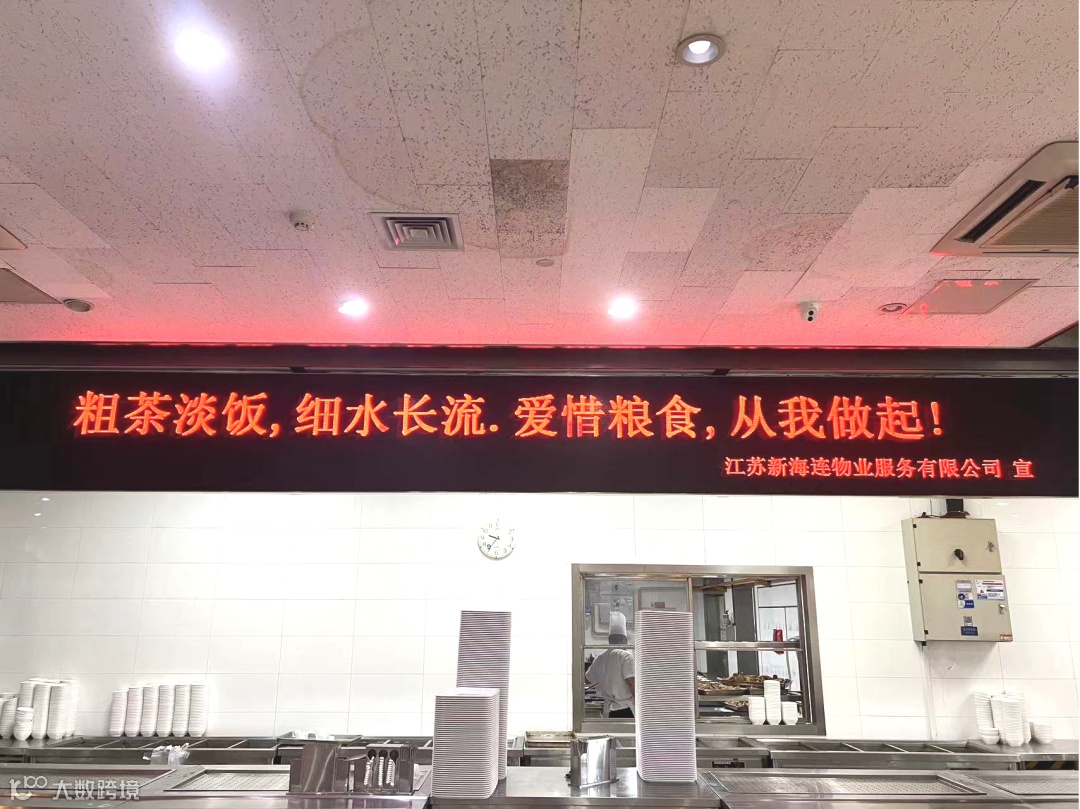 粗茶淡饭,细水长流.爱惜粮食,从我做起!
江苏新海连物业服务有限公司 宣
大数跨境